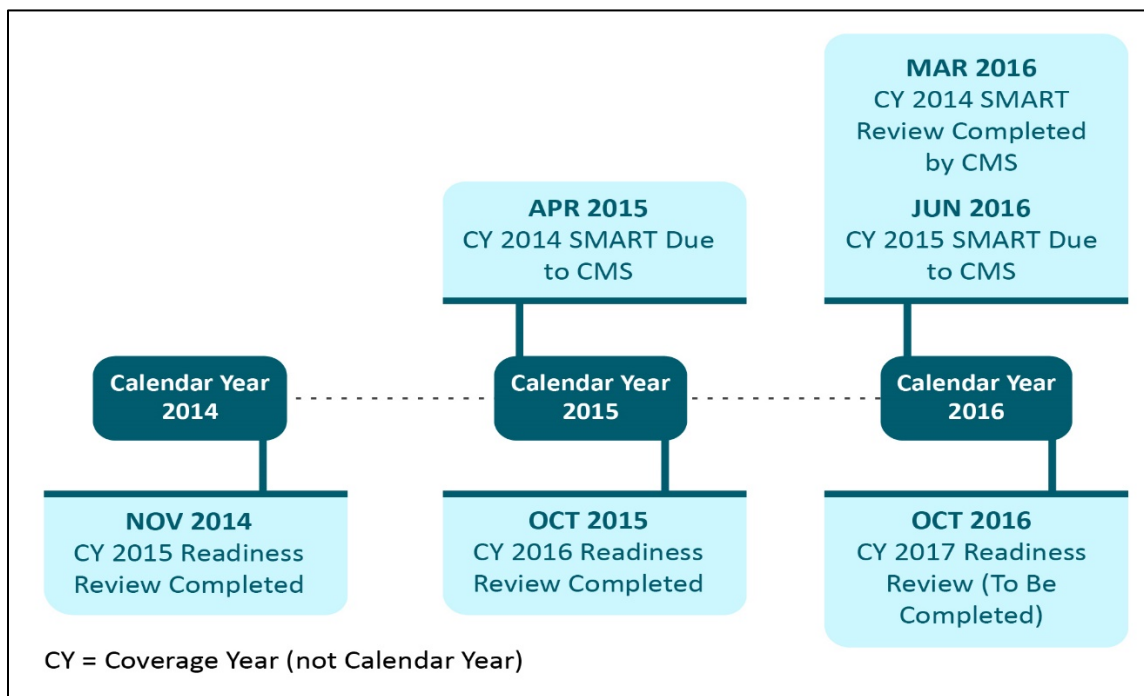 MAR 2016
CY 2014 SMART
Review Completed
by CMS
JUN 2016
CY 2015 SMART Due
to CMS
APR 2015
CY 2014 SMART Due
to CMS
Calendar Year
2014
Calendar Year
2015
Calendar Year
2016
NOV 2014
CY 2015 Readiness
Review Completed
OCT 2015
CY 2016 Readiness
Review Completed
OCT 2016
CY 2017 Readiness
Review (To Be
Completed)
CY = Coverage Year (not Calendar Year)